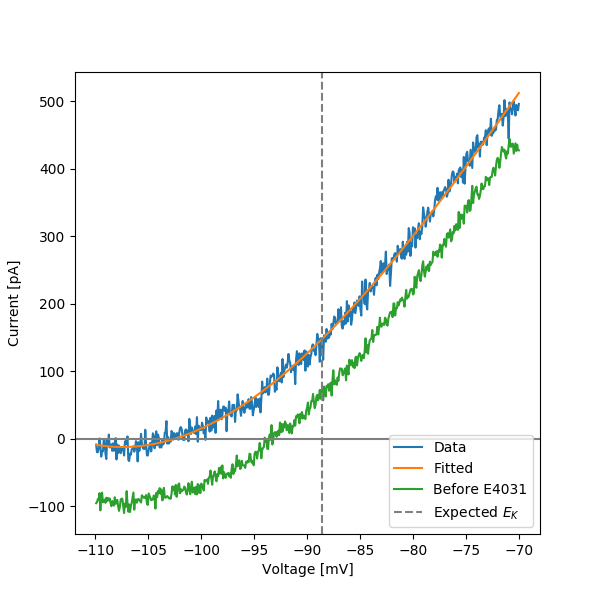 Current [pA]
500
400
300
200
100
0
−100
−110
−105
−100
−95
−90
−85
−80
−75
−70
Voltage [mV]
Data
Fitted
Before E4031
Expected E_K